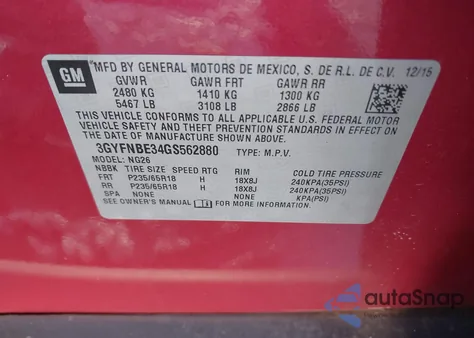 GM
MFD BY GENERAL MOTORS DE MEXICO, S. DE R.L. DE C.V. 12/15
GVWR GAWR FRT GAWR RR
2480 KG 1410 KG 1300 KG
5467 LB 3108 LB 2866 LB
THIS VEHICLE CONFORMS TO ALL APPLICABLE U.S. FEDERAL
MOTOR VEHICLE SAFETY STANDARDS IN EFFECT ON
THE DATE OF MANUFACTURE SHOWN ABOVE.
3GYFNBE34GS562880 TYPE: M.P.V.
MODEL: NG26
NBBK TIRE SIZE SPEED RTG RIM COLD TIRE PRESSURE
FRT P235/65R18 H 18X8J 240KPA(35PSI)
RR P235/65R18 H 18X8J 240KPA(35PSI)
SPA NONE NONE KPA(PSI)
SEE OWNER'S MANUAL FOR MORE INFORMATION.
autoSnap